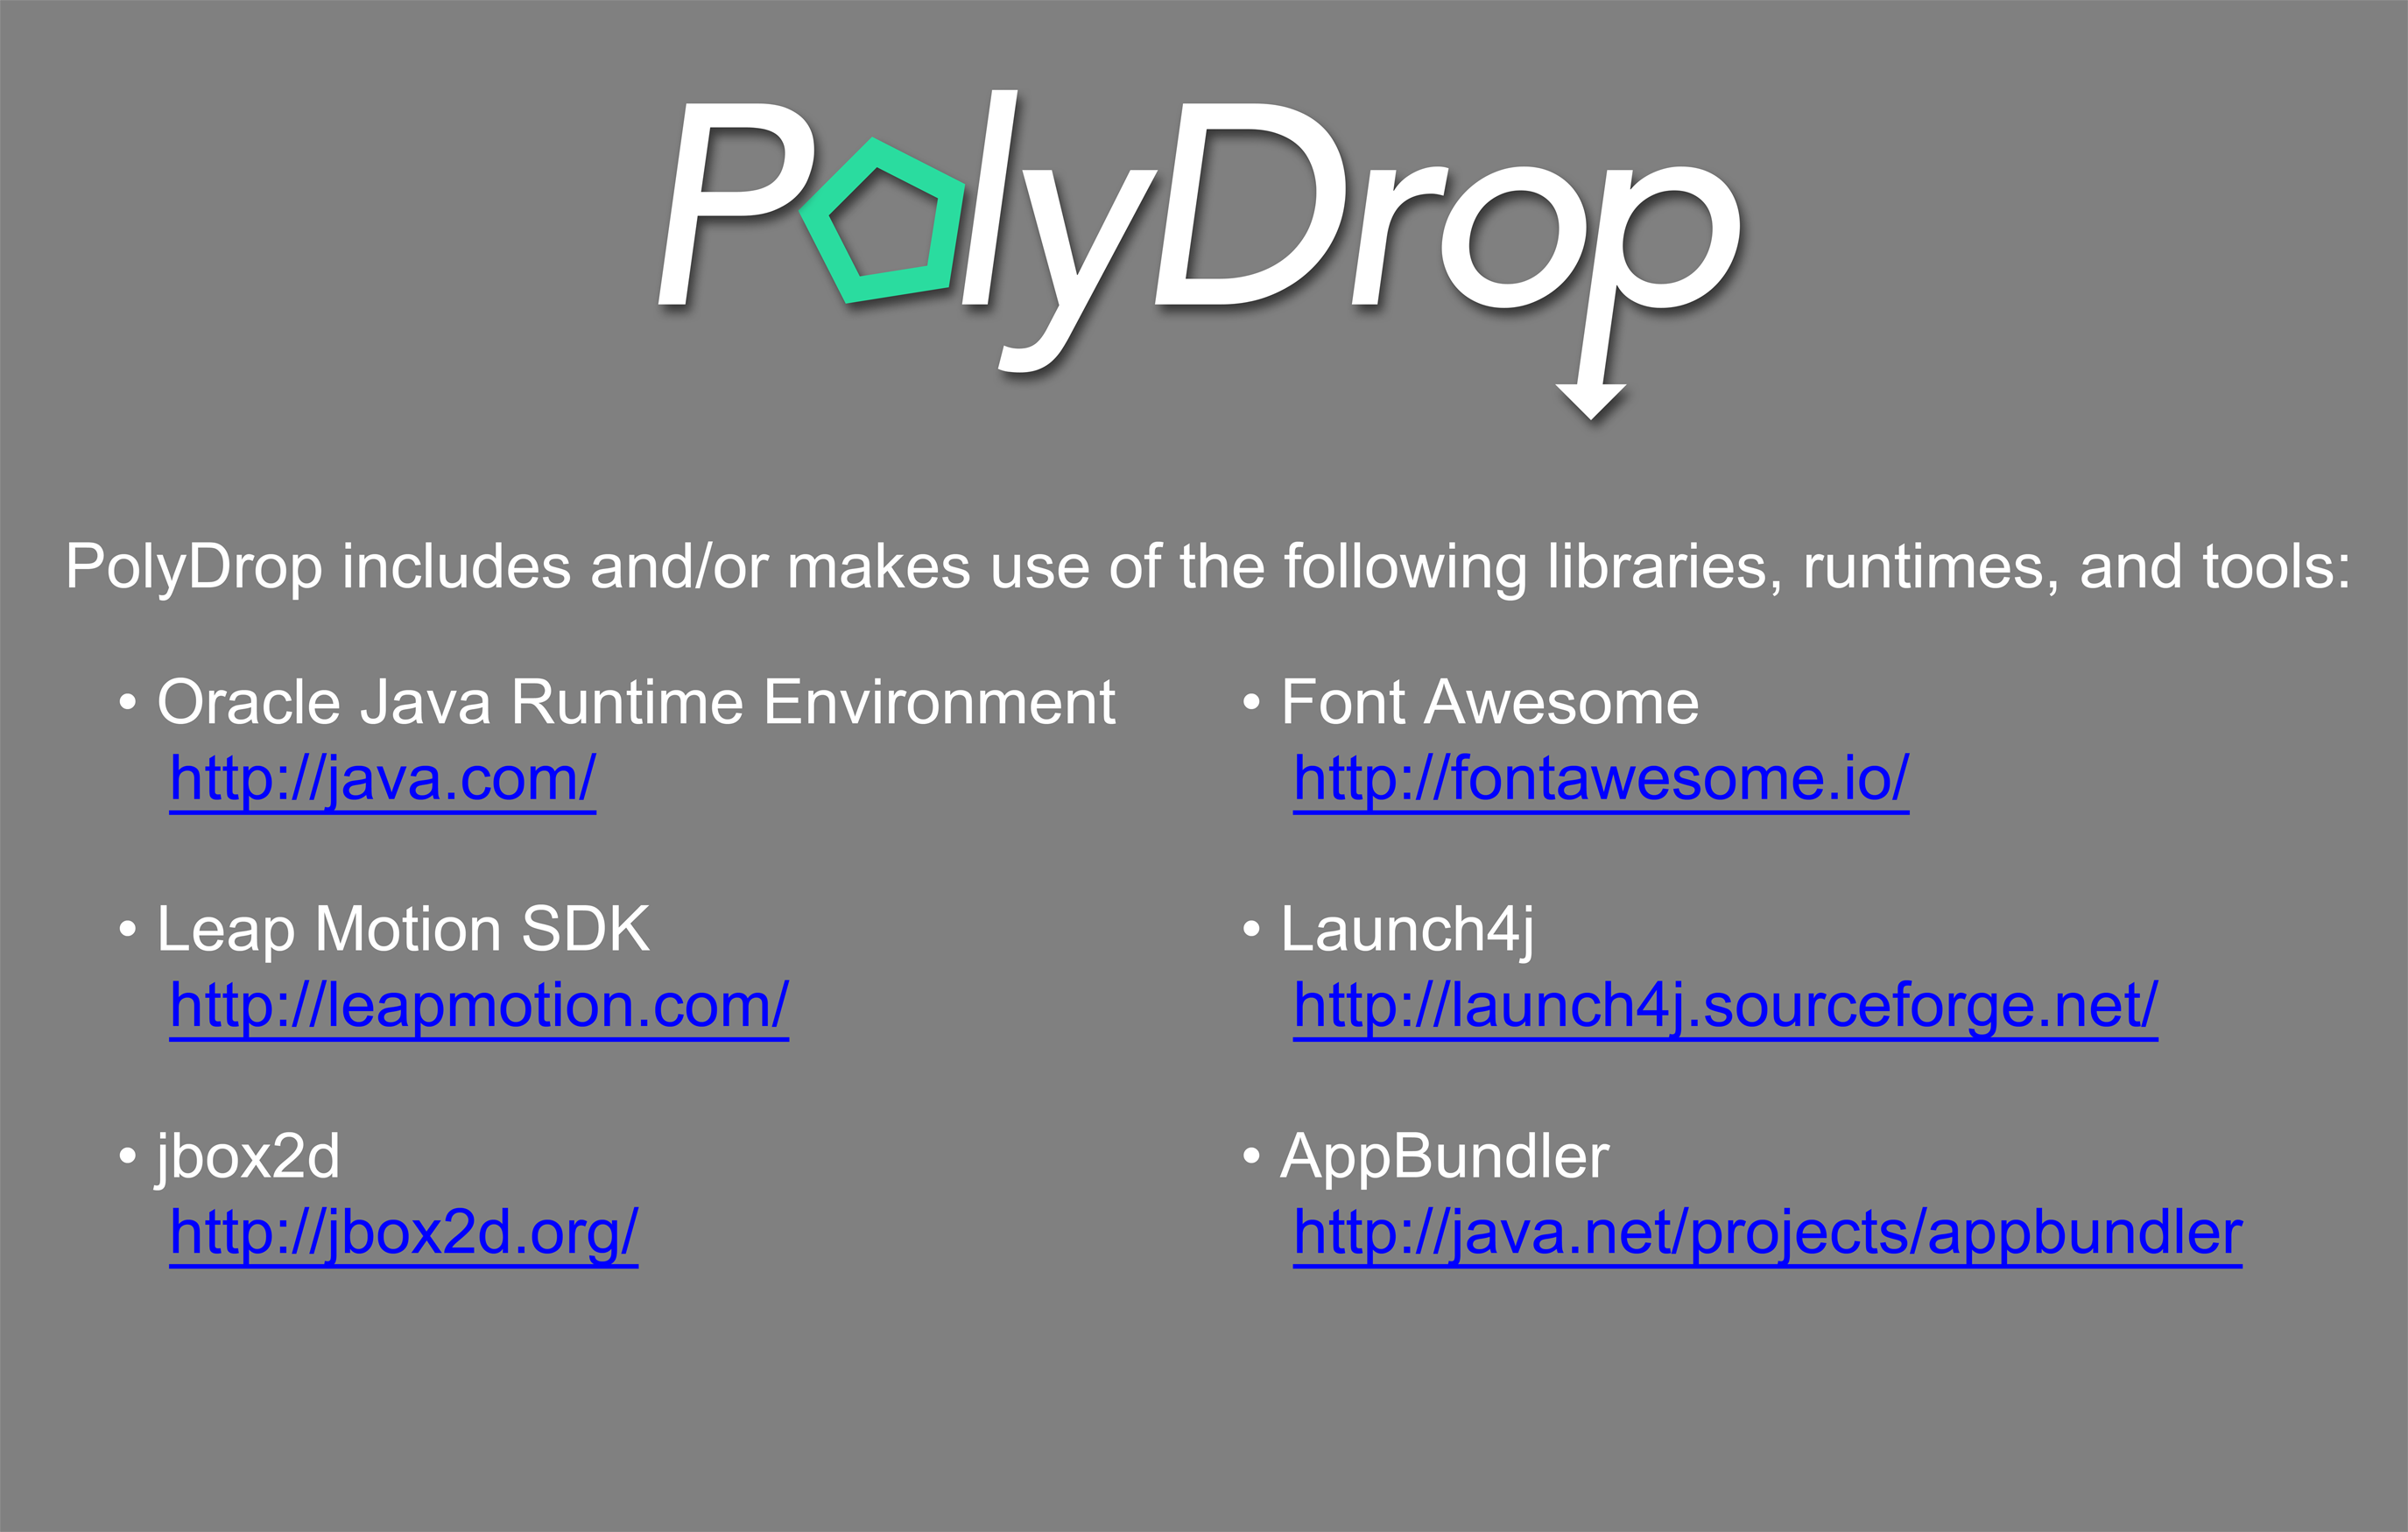 PolyDrop
PolyDrop includes and/or makes use of the following libraries, runtimes, and tools:
• Oracle Java Runtime Environment
http://java.com/
• Leap Motion SDK
http://leapmotion.com/
• jbox2d
http://jbox2d.org/
• Font Awesome
http://fontawesome.io/
• Launch4j
http://launch4j.sourceforge.net/
• AppBundler
http://java.net/projects/appbundler